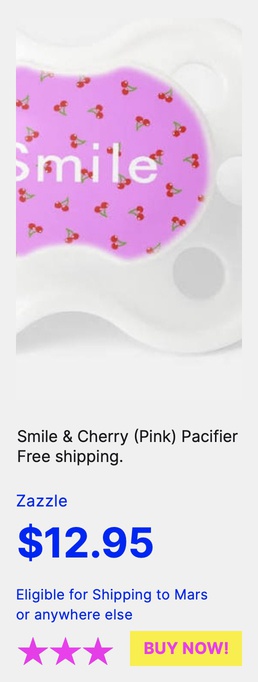 Smile
Smile & Cherry (Pink) Pacifier
Free shipping.
Zazzle
$12.95
Eligible for Shipping to Mars
or anywhere else
BUY NOW!